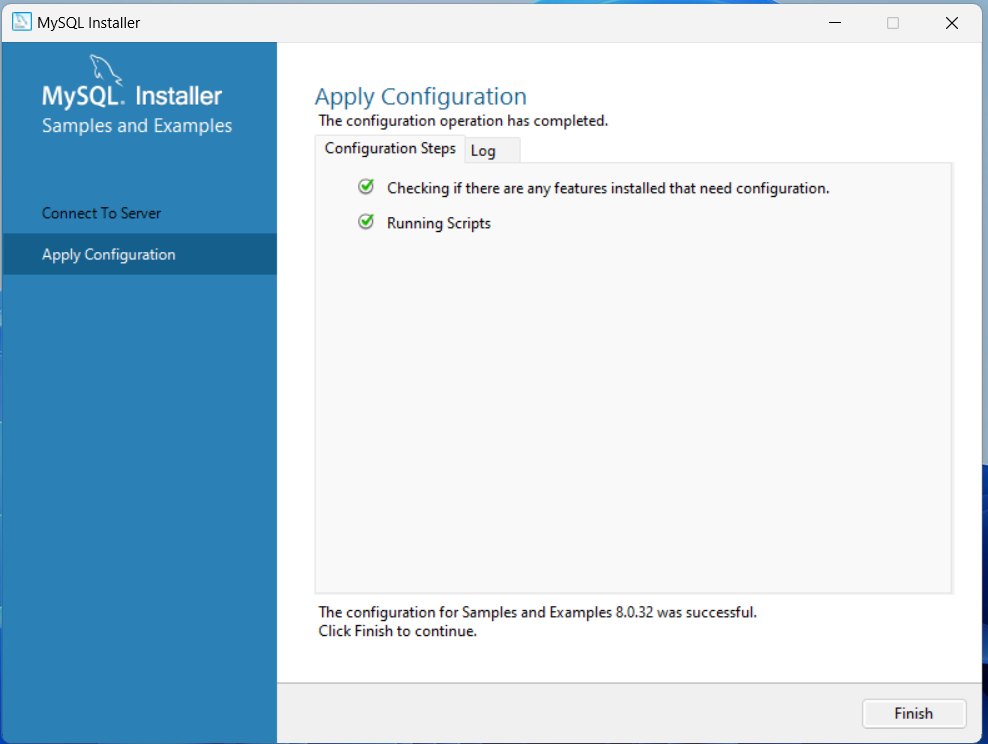 MySQL Installer
MySQL. Installer
Samples and Examples
Connect To Server
Apply Configuration
Apply Configuration
The configuration operation has completed.
Configuration Steps
Log
Checking if there are any features installed that need configuration.
Running Scripts
The configuration for Samples and Examples 8.0.32 was successful.
Click Finish to continue.
Finish